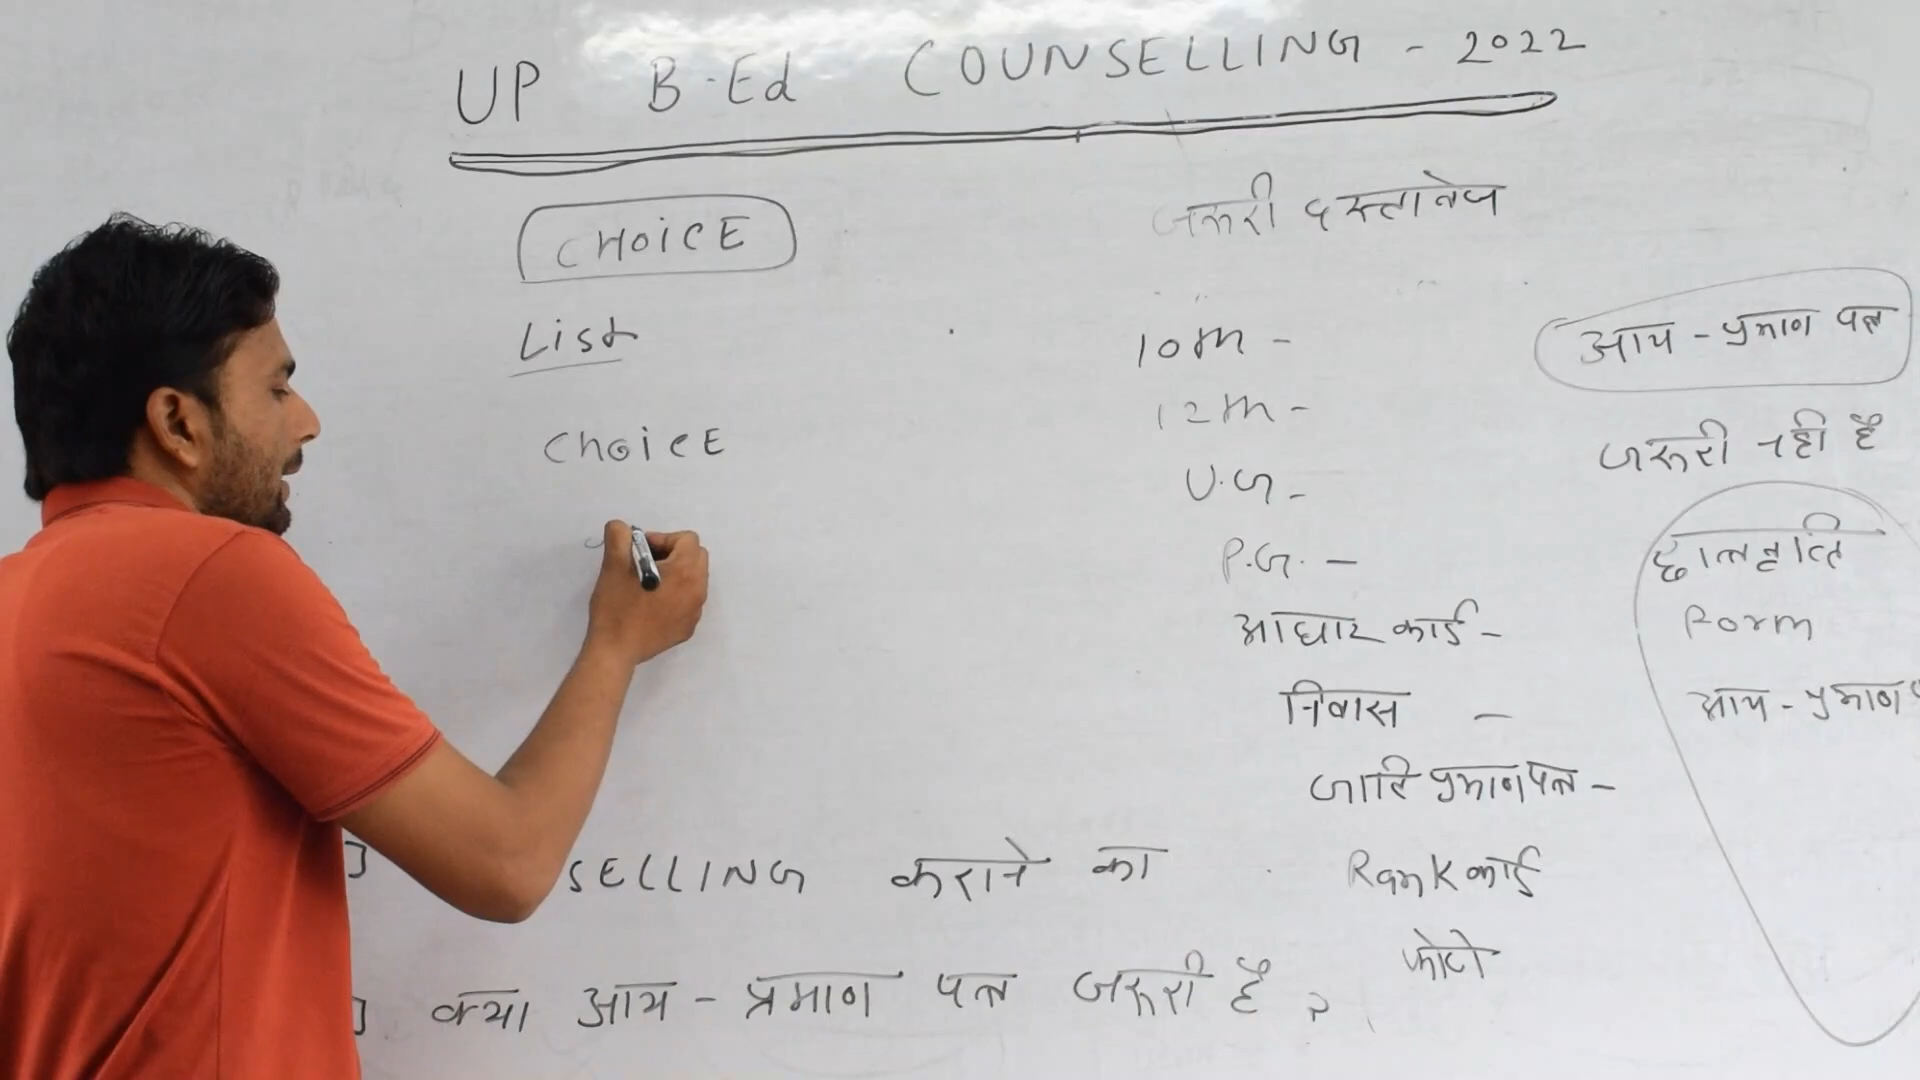 UP B.Ed COUNSELLING - 2022
CHOICE
List
ChoicE
जरूरी दस्तावेज
10th -
12th -
U.G. -
P.G. -
आधार कार्ड -
निवास -
जाति प्रमाण पत्र -
Rank कार्ड
फोटो
आय - प्रमाण पत्र
जरूरी नही है
छात्रवृत्ति
Form
आय - प्रमाण
SELLING कराने का
क्या आय - प्रमाण पत्र जरूरी है ?